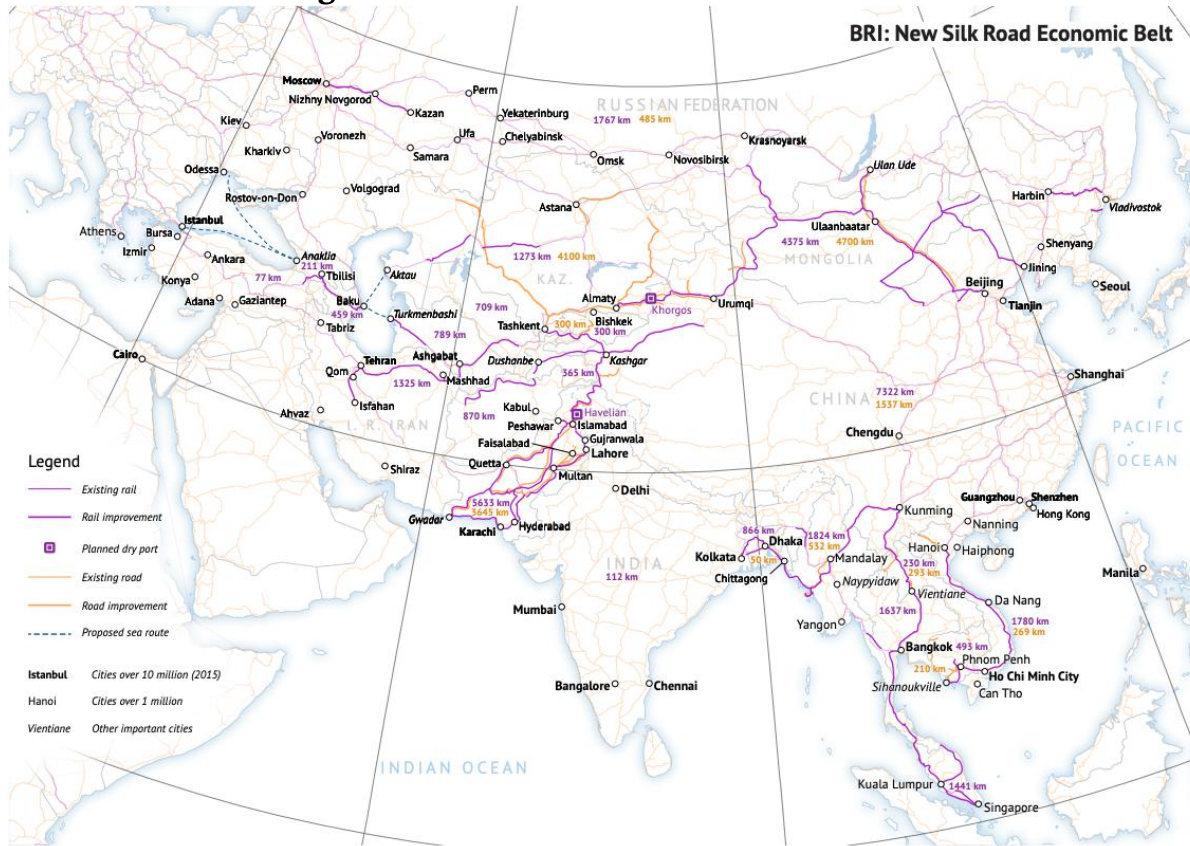 BRI: New Silk Road Economic Belt
Moscow
Nizhny Novgorod
Kazan
Perm
Yekaterinburg
RUSSIAN FEDERATION
1767 km 485 km
Kiev
Voronezh
Ufa
Chelyabinsk
Kharkiv
Samara
Omsk
Novosibirsk
Krasnoyarsk
Ulan Ude
Odessa
Rostov-on-Don
Volgograd
Astana
Harbin
Vladivostok
Athens
Istanbul
Bursa
Izmir
Ankara
Anaklia
211 km
Tbilisi
77 km
Aktau
1273 km 4100 km
KAZ.
Ulaanbaatar
4375 km 4700 km
MONGOLIA
Shenyang
Jining
Konya
Adana
Gaziantep
Baku
459 km
Tabriz
Turkmenbashi
709 km
Almaty
Khorgos
Urumqi
Beijing
Tianjin
Seoul
Tashkent
300 km
Bishkek
300 km
789 km
Cairo
Tehran
Ashgabat
Dushanbe
Kashgar
Qom
1325 km
Mashhad
365 km
Shanghai
Isfahan
870 km
Kabul
Havelian
CHINA
7322 km
1537 km
Ahvaz
I. R. IRAN
Peshawar
Islamabad
Faisalabad
Gujranwala
Lahore
Chengdu
PACIFIC
OCEAN
Shiraz
Quetta
Multan
Delhi
Legend
Existing rail
Rail improvement
Planned dry port
Existing road
Road improvement
Proposed sea route
Istanbul Cities over 10 million (2015)
Hanoi Cities over 1 million
Vientiane Other important cities
Gwadar
5633 km
3645 km
Karachi
Hyderabad
Kunming
Guangzhou
Shenzhen
Hong Kong
Nanning
866 km
Dhaka
1824 km
532 km
Kolkata
50 km
Mandalay
Hanoi
Haiphong
INDIA
112 km
Chittagong
Naypyidaw
230 km
293 km
Vientiane
Manila
Mumbai
Yangon
1637 km
Da Nang
1780 km
269 km
Bangkok
493 km
Phnom Penh
210 km
Ho Chi Minh City
Sihanoukville
Can Tho
Bangalore
Chennai
INDIAN OCEAN
Kuala Lumpur
1441 km
Singapore